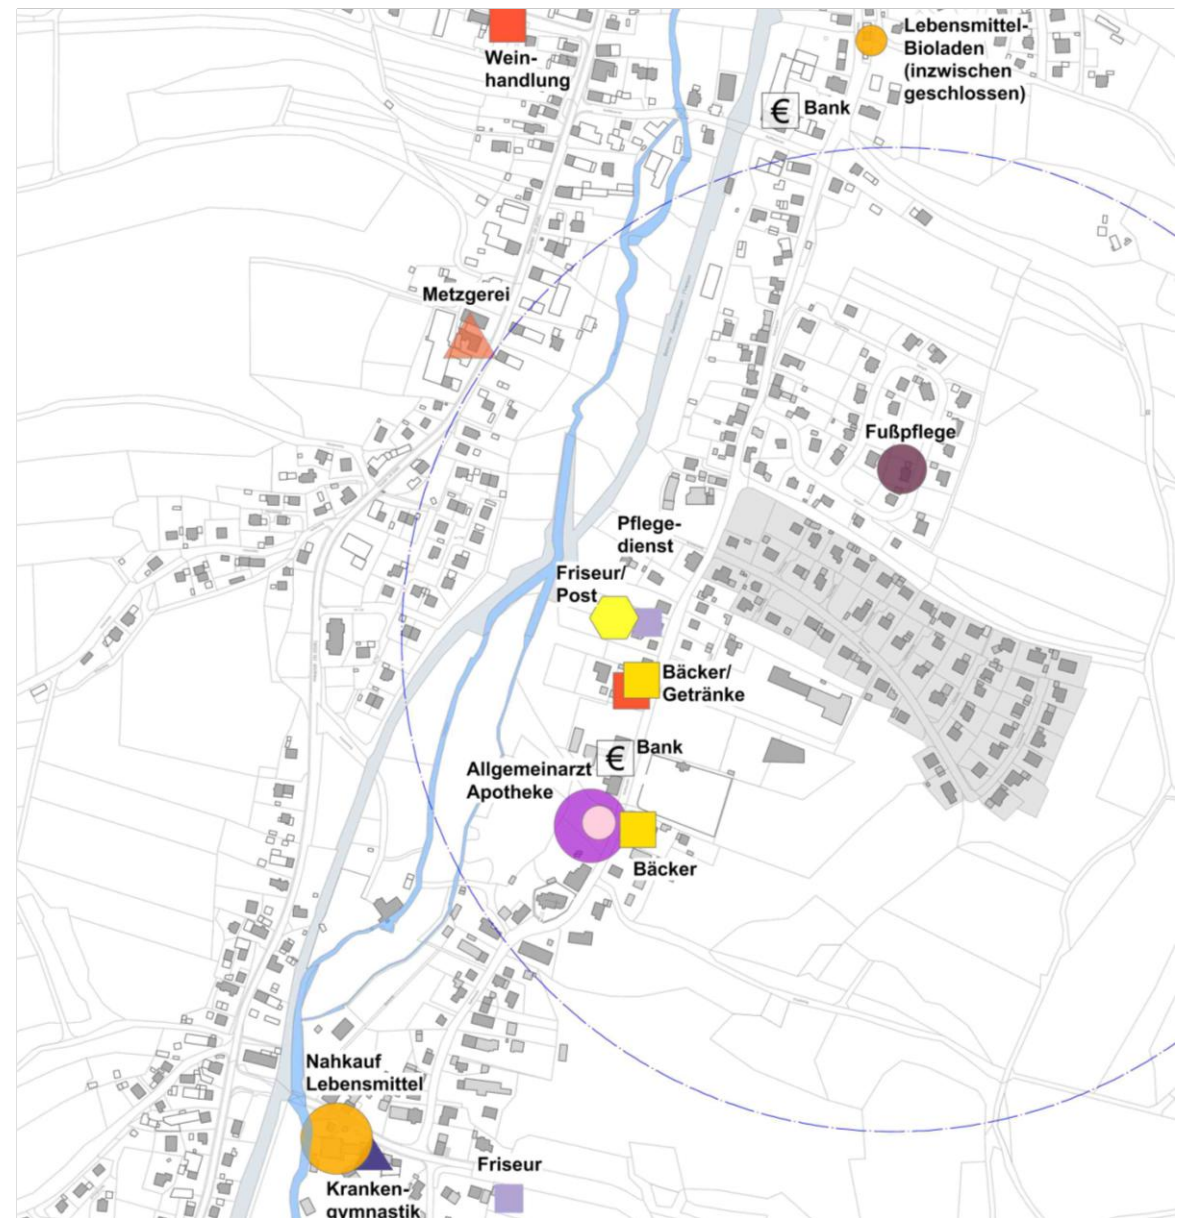 Wein-
handlung
Lebensmittel-
Bioladen
(inzwischen
geschlossen)
€ Bank
Metzgerei
Fußpflege
Pflege-
dienst
Friseur/
Post
Bäcker/
Getränke
€ Bank
Allgemeinarzt
Apotheke
Bäcker
Nahkauf
Lebensmittel
Kranken-
gymnastik
Friseur